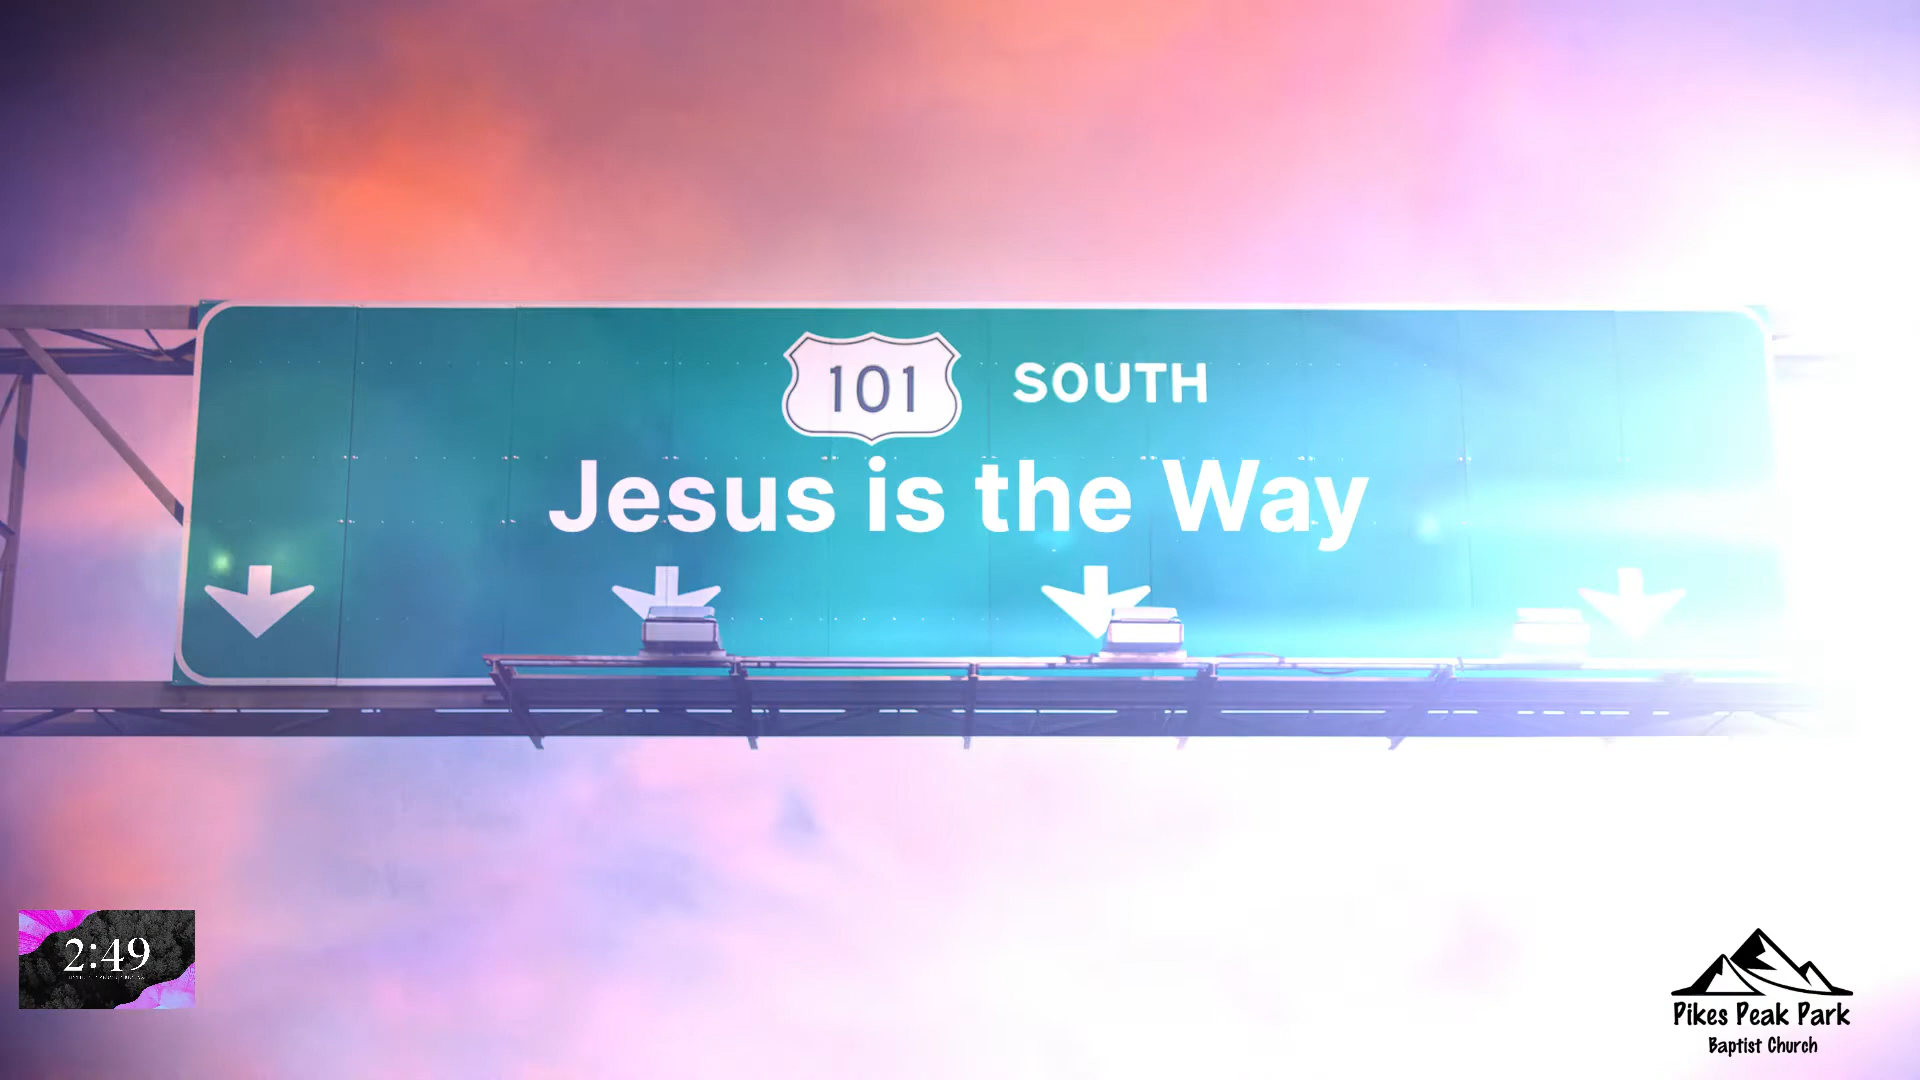 101 SOUTH
Jesus is the Way
2:49
Pikes Peak Park
Baptist Church